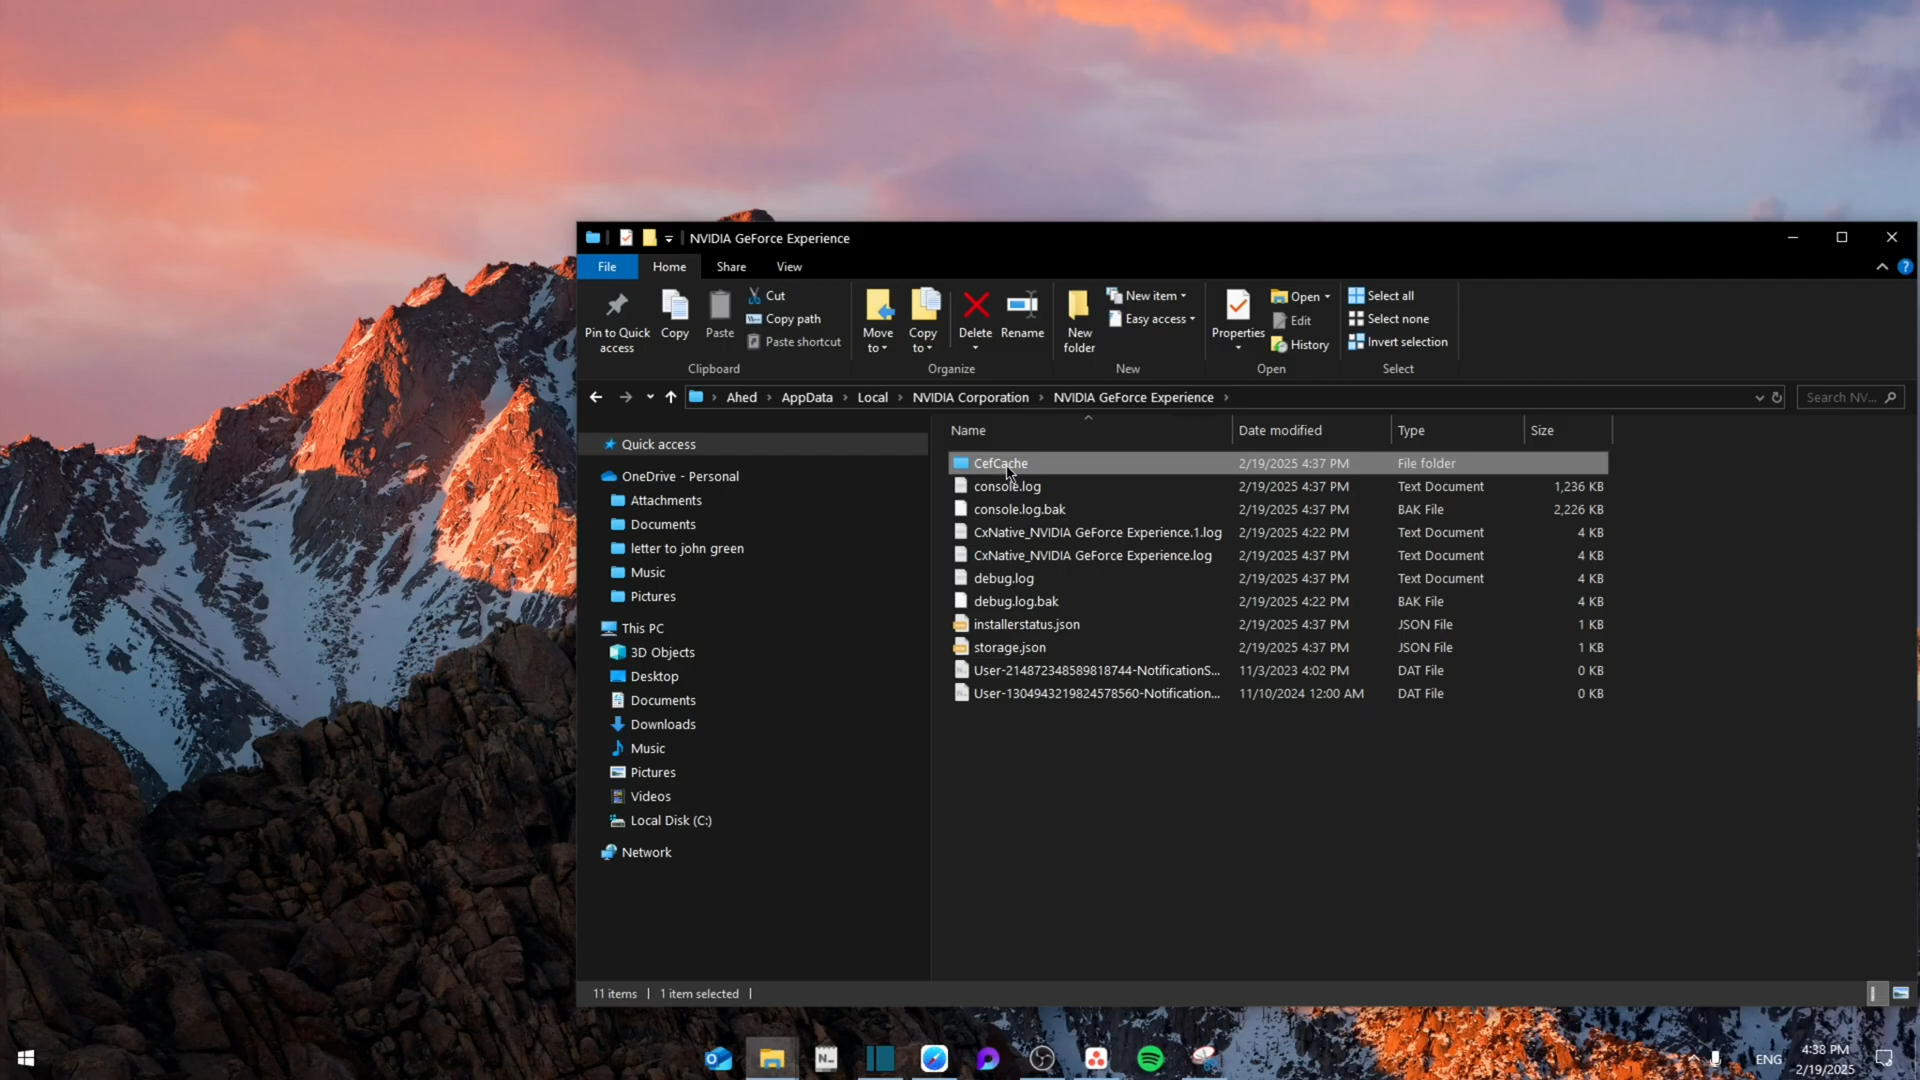 NVIDIA GeForce Experience
File Home Share View
Pin to Quick access
Copy
Paste
Cut
Copy path
Paste shortcut
Clipboard
Move to
Copy to
Delete
Rename
Organize
New folder
New item
Easy access
New
Properties
Open
Edit
History
Open
Select all
Select none
Invert selection
Select
Ahed > AppData > Local > NVIDIA Corporation > NVIDIA GeForce Experience >
Search NV...
Quick access
OneDrive - Personal
Attachments
Documents
letter to john green
Music
Pictures
This PC
3D Objects
Desktop
Documents
Downloads
Music
Pictures
Videos
Local Disk (C:)
Network
Name Date modified Type Size
CefCache 2/19/2025 4:37 PM File folder
console.log 2/19/2025 4:37 PM Text Document 1,236 KB
console.log.bak 2/19/2025 4:37 PM BAK File 2,226 KB
CxNative_NVIDIA GeForce Experience.1.log 2/19/2025 4:22 PM Text Document 4 KB
CxNative_NVIDIA GeForce Experience.log 2/19/2025 4:37 PM Text Document 4 KB
debug.log 2/19/2025 4:37 PM Text Document 4 KB
debug.log.bak 2/19/2025 4:22 PM BAK File 4 KB
installerstatus.json 2/19/2025 4:37 PM JSON File 1 KB
storage.json 2/19/2025 4:37 PM JSON File 1 KB
User-214872348589818744-NotificationS... 11/3/2023 4:02 PM DAT File 0 KB
User-1304943219824578560-Notification... 11/10/2024 12:00 AM DAT File 0 KB
11 items | 1 item selected |
ENG
4:38 PM
2/19/2025